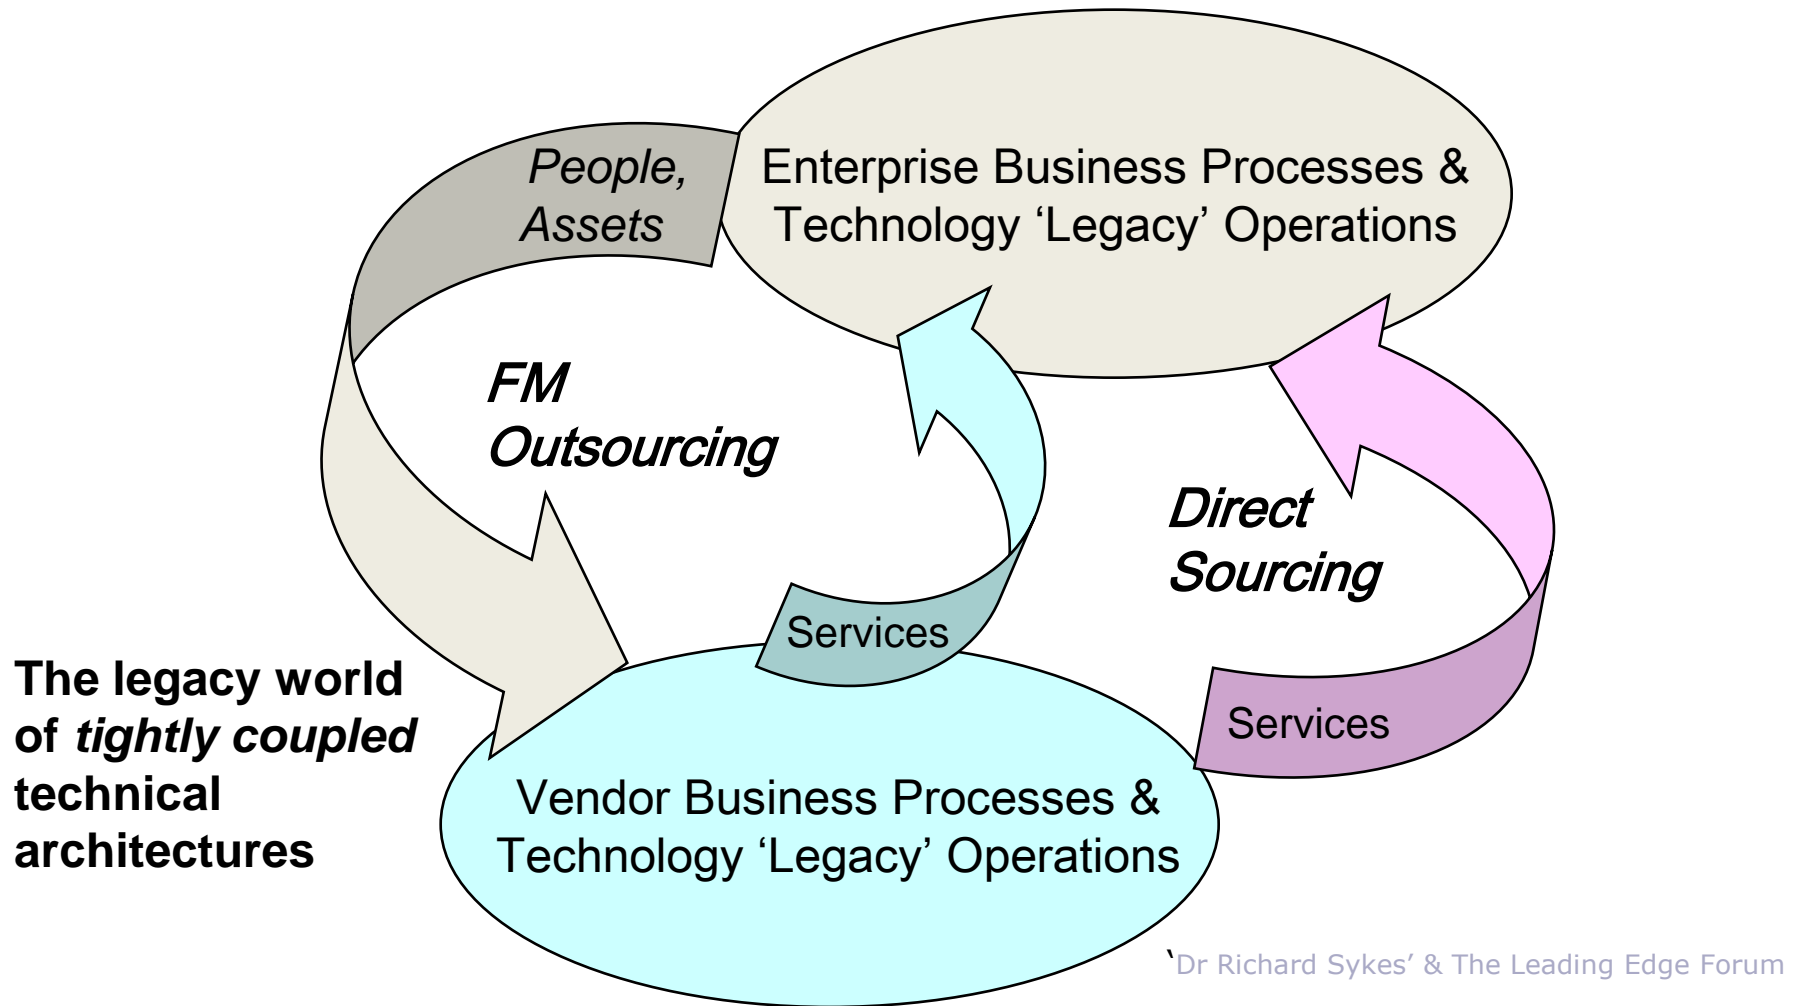 People,
Assets
Enterprise Business Processes &
Technology ‘Legacy’ Operations
FM
Outsourcing
Direct
Sourcing
Services
Services
The legacy world
of tightly coupled
technical
architectures
Vendor Business Processes &
Technology ‘Legacy’ Operations
‘Dr Richard Sykes’ & The Leading Edge Forum